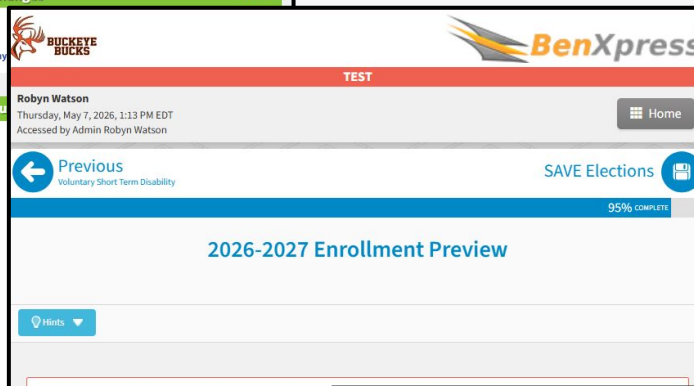 BUCKEYE
BUCKS
BenXpress
TEST
Robyn Watson
Thursday, May 7, 2026, 1:13 PM EDT
Accessed by Admin Robyn Watson
Home
Previous
Voluntary Short Term Disability
SAVE Elections
95% COMPLETE
2026-2027 Enrollment Preview
Hints